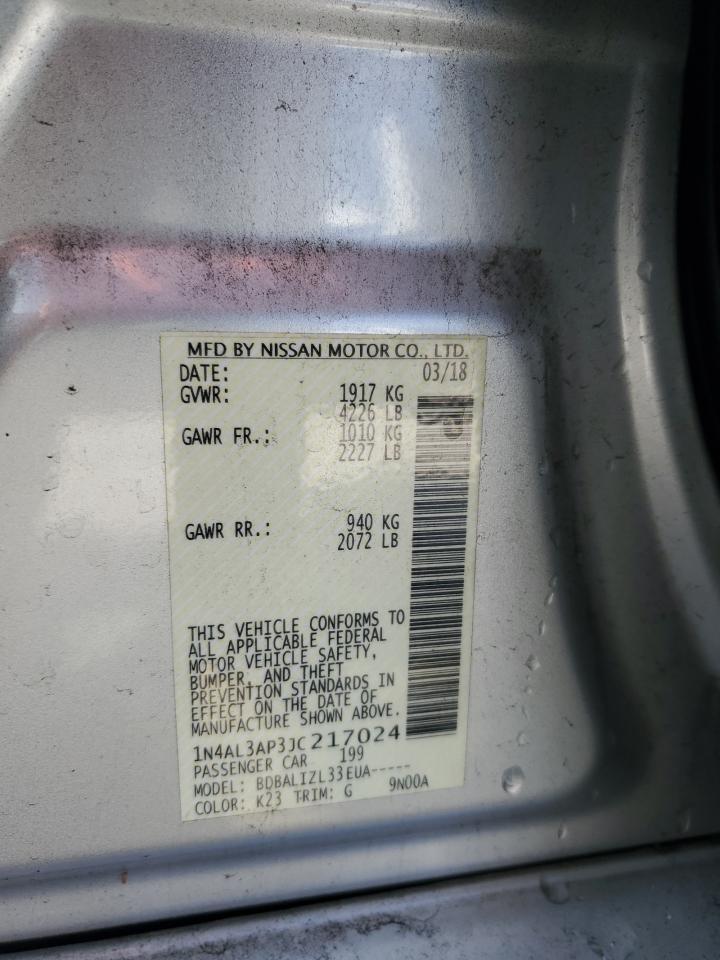 MFD BY NISSAN MOTOR CO., LTD.
DATE: 03/18
GVWR: 1917 KG
4226 LB
GAWR FR.: 1010 KG
2227 LB
GAWR RR.: 940 KG
2072 LB
THIS VEHICLE CONFORMS TO
ALL APPLICABLE FEDERAL
MOTOR VEHICLE SAFETY,
BUMPER, AND THEFT
PREVENTION STANDARDS IN
EFFECT ON THE DATE OF
MANUFACTURE SHOWN ABOVE.
1N4AL3AP3JC217024
PASSENGER CAR 199
MODEL: BDBALIZL33EUA-----
COLOR: K23 TRIM: G 9N00A